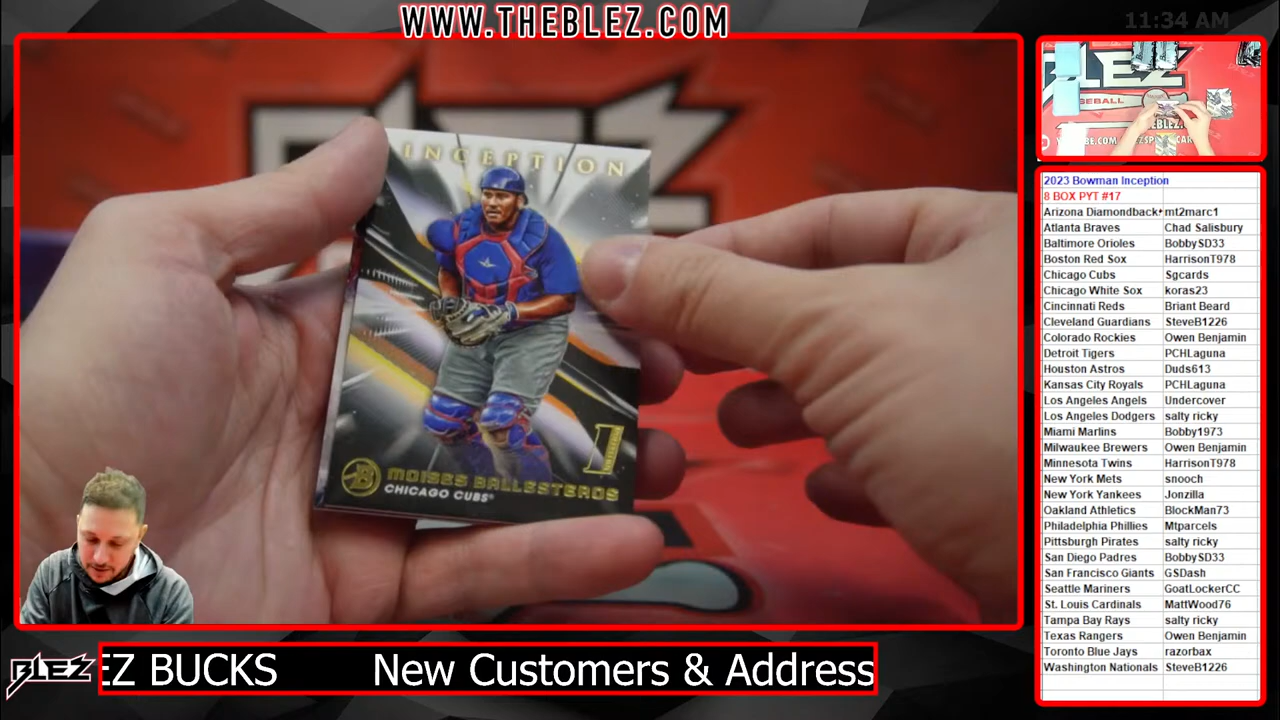 WWW.THEBLEZ.COM
11:34 AM
INCEPTION
MOISES BALLESTEROS
CHICAGO CUBS
BLEZ
EZ BUCKS New Customers & Address
LEZ
BASEBALL
2023 Bowman Inception
8 BOX PYT #17
Arizona Diamondback mt2marc1
Atlanta Braves Chad Salisbury
Baltimore Orioles BobbySD33
Boston Red Sox HarrisonT978
Chicago Cubs Sgcards
Chicago White Sox koras23
Cincinnati Reds Briant Beard
Cleveland Guardians SteveB1226
Colorado Rockies Owen Benjamin
Detroit Tigers PCHLaguna
Houston Astros Duds613
Kansas City Royals PCHLaguna
Los Angeles Angels Undercover
Los Angeles Dodgers salty ricky
Miami Marlins Bobby1973
Milwaukee Brewers Owen Benjamin
Minnesota Twins HarrisonT978
New York Mets snooch
New York Yankees Jonzilla
Oakland Athletics BlockMan73
Philadelphia Phillies Mtparcels
Pittsburgh Pirates salty ricky
San Diego Padres BobbySD33
San Francisco Giants GSDash
Seattle Mariners GoatLockerCC
St. Louis Cardinals MattWood76
Tampa Bay Rays salty ricky
Texas Rangers Owen Benjamin
Toronto Blue Jays razorbax
Washington Nationals SteveB1226